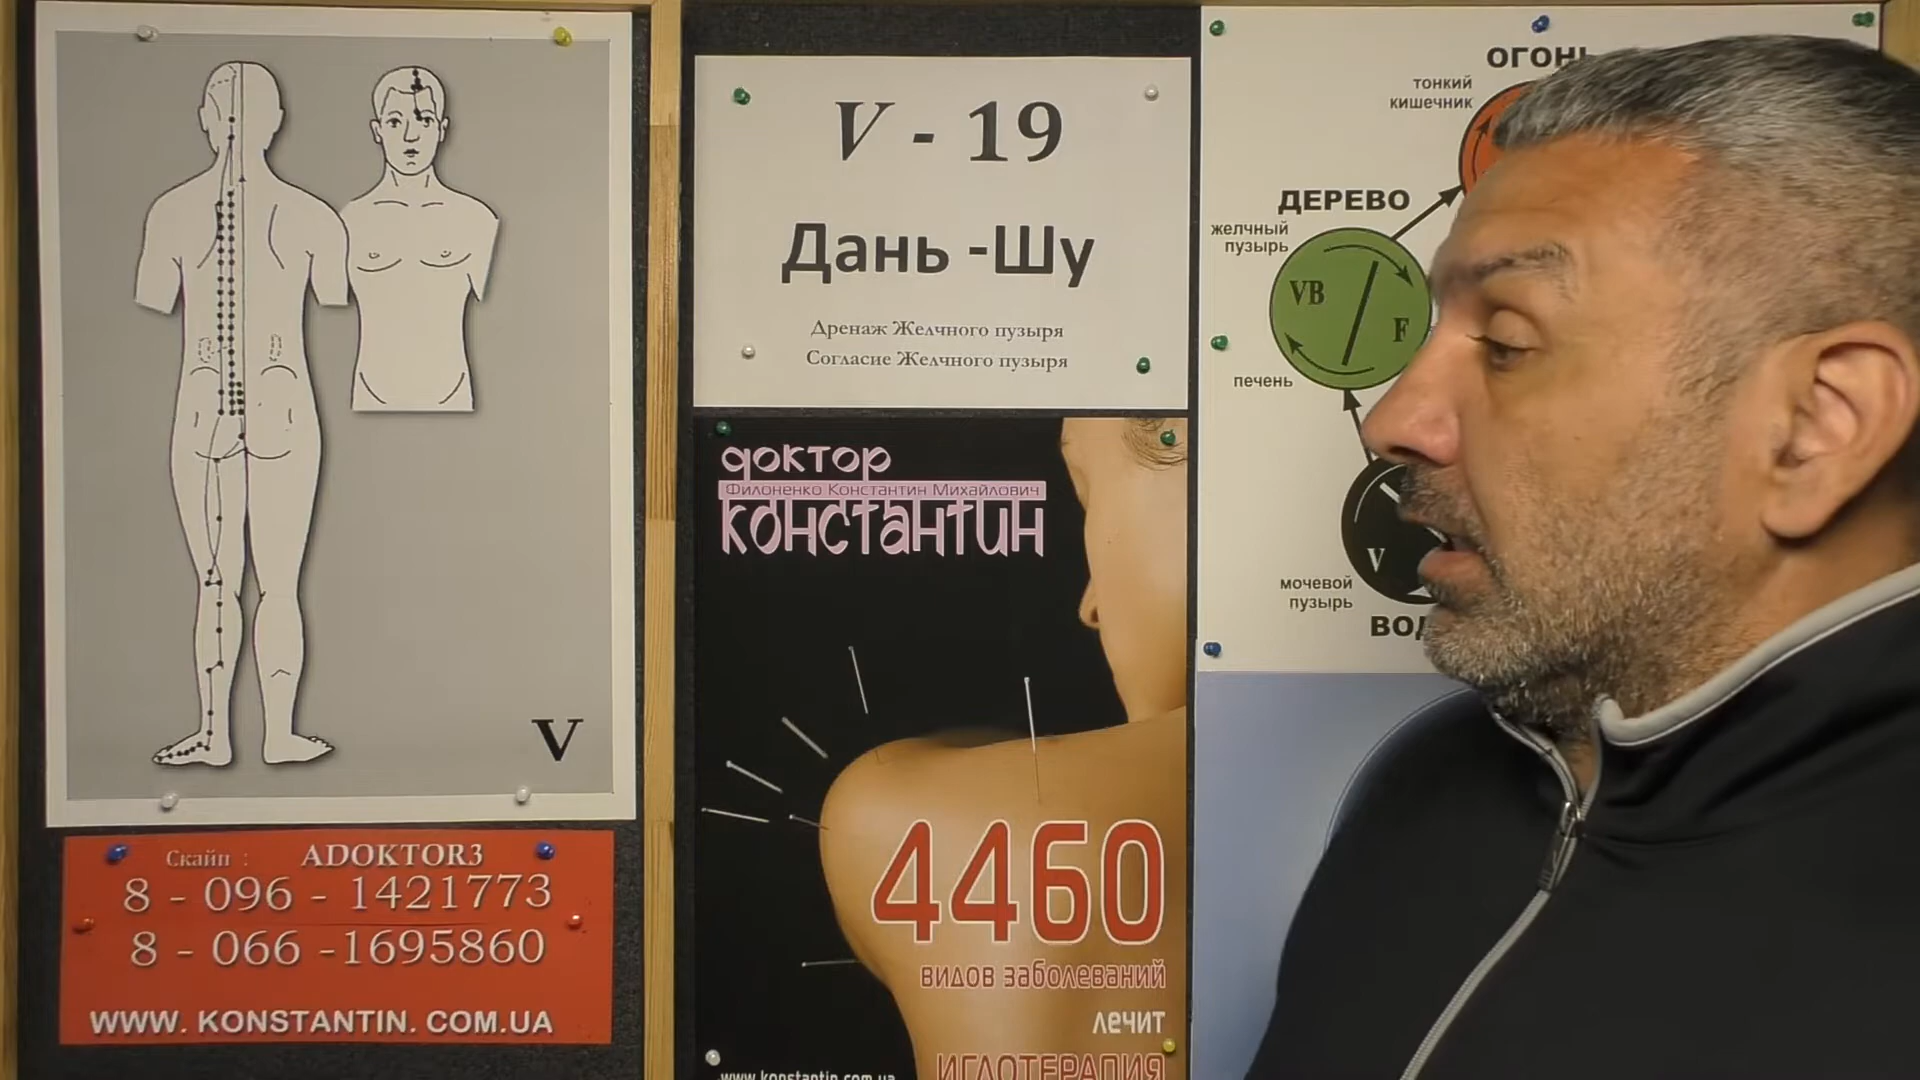 V
Скайп : ADOKTOR3
8 - 096 - 1421773
8 - 066 -1695860
WWW. KONSTANTIN. COM.UA
V - 19
Дань -Шу
Дренаж Желчного пузыря
Согласие Желчного пузыря
доктор
Филоненко Константин Михайлович
константин
4460
видов заболеваний
лечит
ИГЛОТЕРАПИЯ
www.konstantin.com.ua
ОГОНЬ
тонкий
кишечник
ДЕРЕВО
желчный
пузырь
VB
F
печень
V
мочевой
пузырь
ВОД